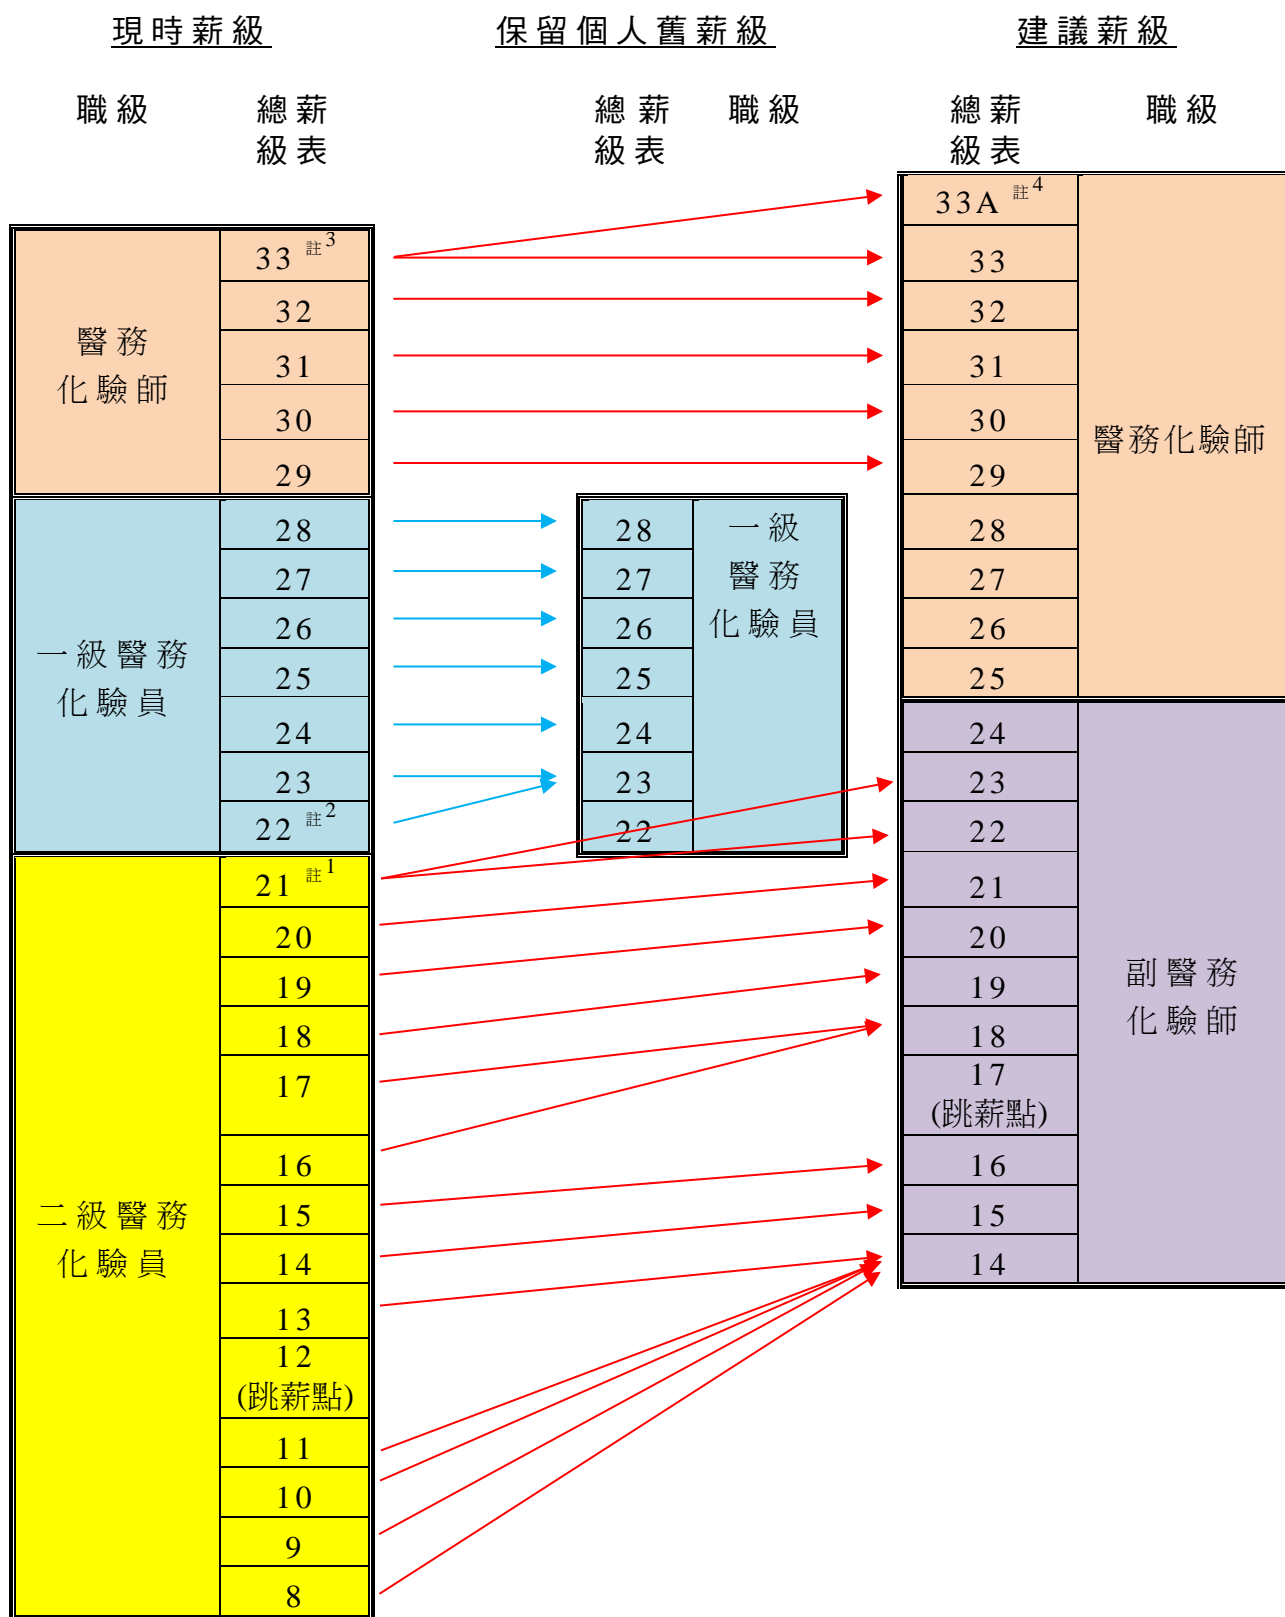 現時薪級 保留個人舊薪級 建議薪級
職級 總薪 總薪 職級 總薪 職級
級表 級表 級表
33A 註4
33 註3 33
32 32
醫務
31 31
化驗師
30 30
醫務化驗師
29 29
28 28 一級 28
27 27 醫務 27
26 26 化驗員 26
一級醫務
25 25 25
化驗員
24 24 24
23 23 23
22 註2 22 22
21 註1 21
20 20
19 19 副醫務
18 18 化驗師
17 17
(跳薪點)
16 16
二級醫務 15 15
化驗員 14 14
13
12
(跳薪點)
11
10
9
8